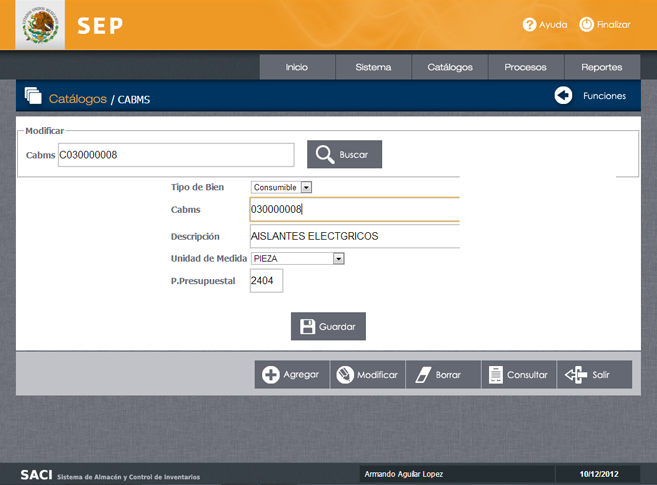 SEP
Ayuda Finalizar
Inicio Sistema Catálogos Procesos Reportes
Catálogos / CABMS Funciones
Modificar
Cabms C030000008 Buscar
Tipo de Bien Consumible
Cabms 030000008
Descripción AISLANTES ELECTGRICOS
Unidad de Medida PIEZA
P.Presupuestal 2404
Guardar
Agregar Modificar Borrar Consultar Salir
SACI Sistema de Almacén y Control de Inventarios Armando Aguilar Lopez 10/12/2012